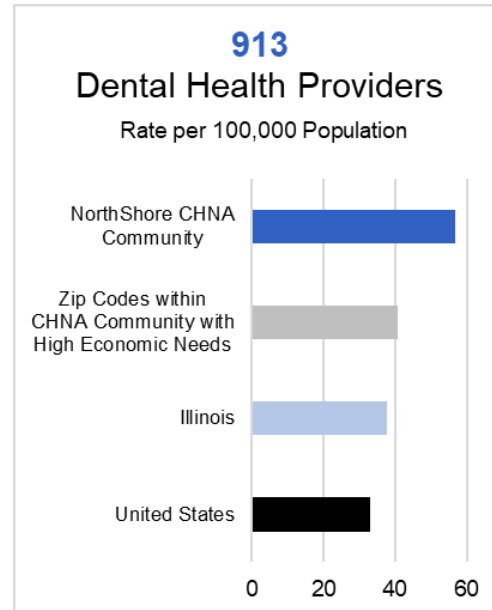 913
Dental Health Providers
Rate per 100,000 Population
NorthShore CHNA
Community
Zip Codes within
CHNA Community with
High Economic Needs
Illinois
United States
0 20 40 60